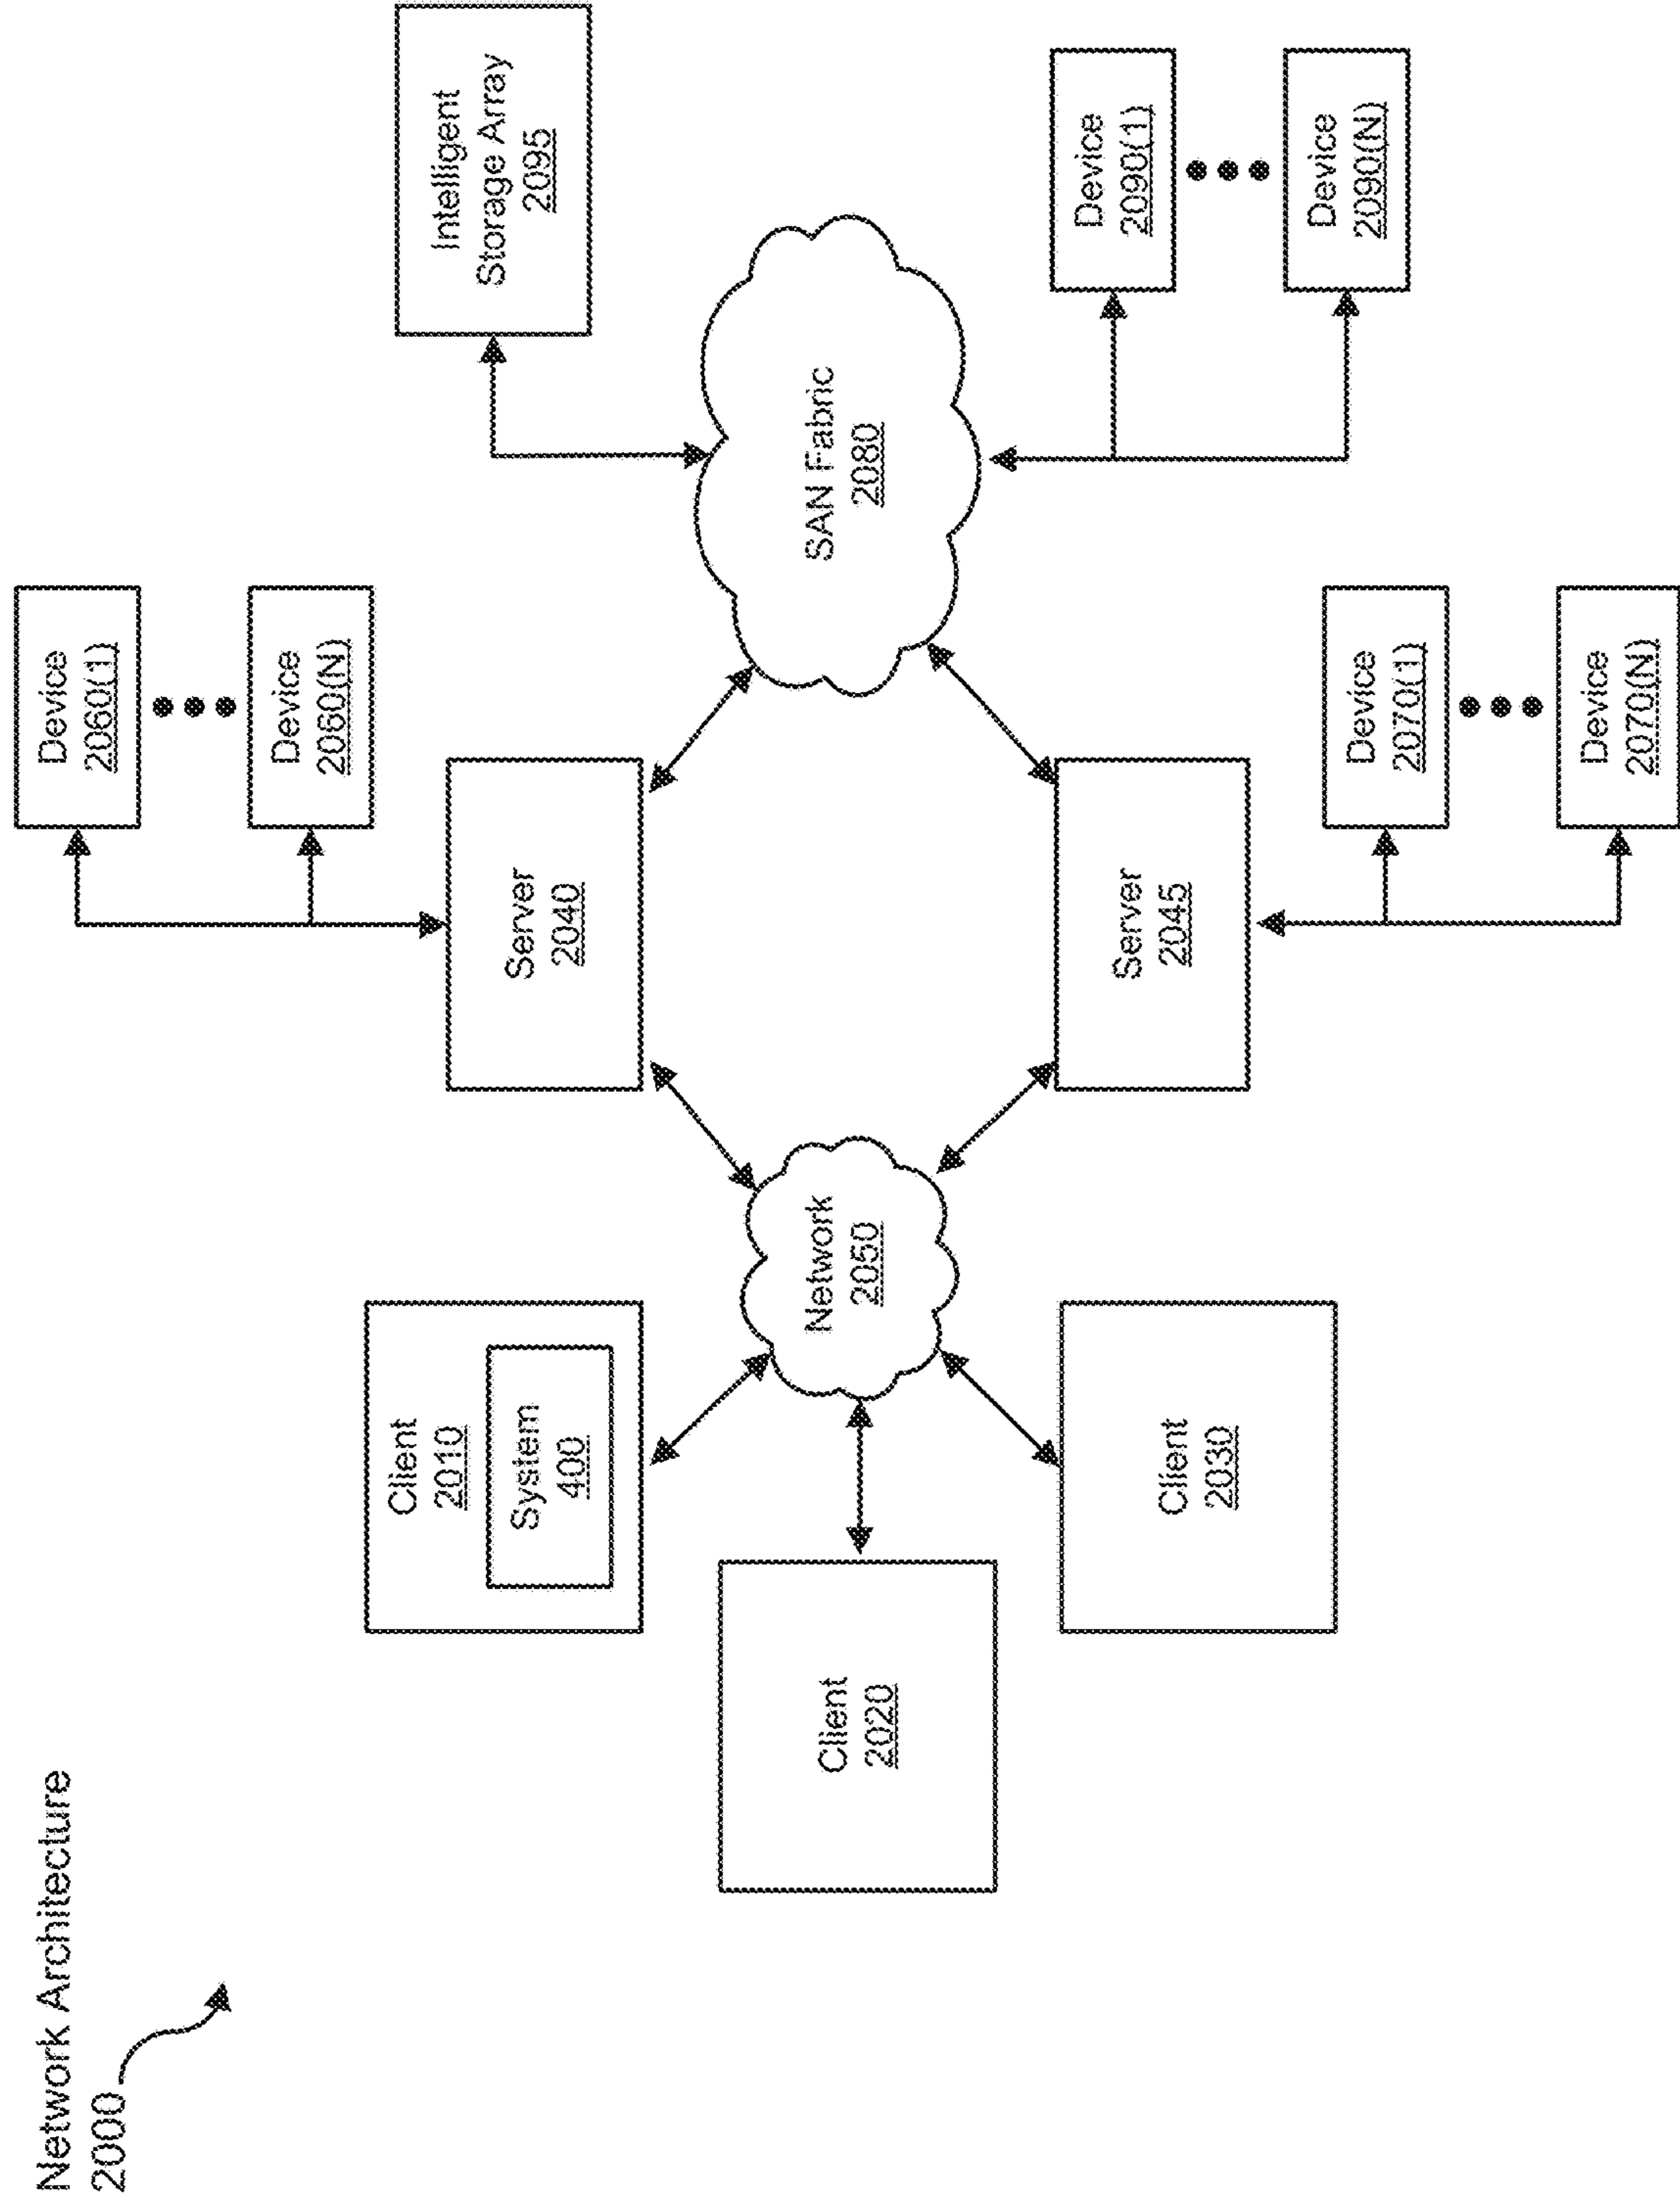 Network Architecture
2000
Client
2010
System
400
Client
2020
Client
2030
Network
2050
Server
2040
Server
2045
Device
2060(1)
Device
2060(N)
Device
2070(1)
Device
2070(N)
SAN Fabric
2080
Intelligent
Storage Array
2095
Device
2090(1)
Device
2090(N)